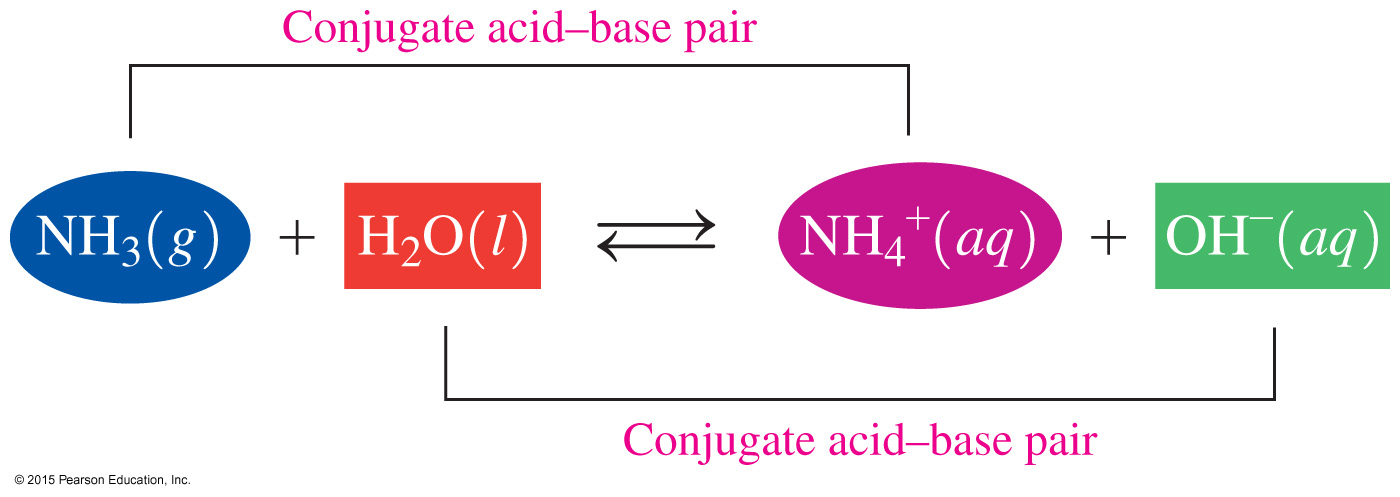 Conjugate acid–base pair
NH₃(g) + H₂O(l) ⇌ NH₄⁺(aq) + OH⁻(aq)
Conjugate acid–base pair
© 2015 Pearson Education, Inc.